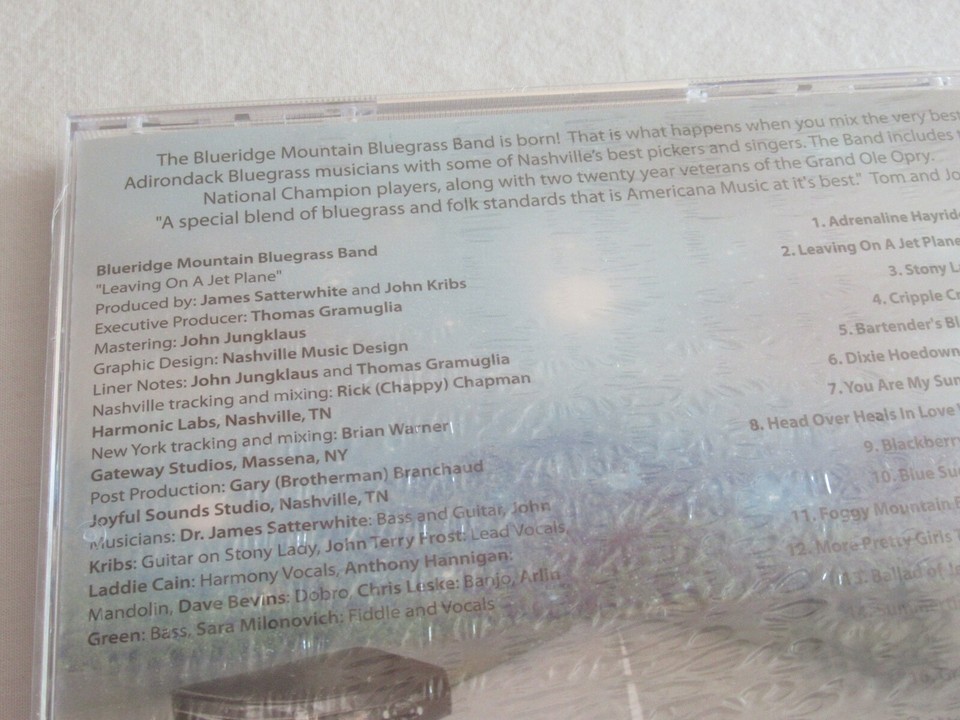 The Blueridge Mountain Bluegrass Band is born! That is what happens when you mix the very best
Adirondack Bluegrass musicians with some of Nashville's best pickers and singers. The Band includes
National Champion players, along with two twenty year veterans of the Grand Ole Opry.
"A special blend of bluegrass and folk standards that is Americana Music at it's best." Tom and
Blueridge Mountain Bluegrass Band
"Leaving On A Jet Plane"
Produced by: James Satterwhite and John Kribs
Executive Producer: Thomas Gramuglia
Mastering: John Jungklaus
Graphic Design: Nashville Music Design
Liner Notes: John Jungklaus and Thomas Gramuglia
Nashville tracking and mixing: Rick (Chappy) Chapman
Harmonic Labs, Nashville, TN
New York tracking and mixing: Brian Warner
Gateway Studios, Massena, NY
Post Production: Gary (Brotherman) Branchaud
Joyful Sounds Studio, Nashville, TN
Musicians: Dr. James Satterwhite: Bass and Guitar, John
Kribs: Guitar on Stony Lady, John Terry Frost: Lead Vocals,
Laddie Cain: Harmony Vocals, Anthony Hannigan:
Mandolin, Dave Bevins: Dobro, Chris Leske: Banjo, Arlin
Green: Bass, Sara Milonovich: Fiddle and Vocals
1. Adrenaline Hayrid
2. Leaving On A Jet Plane
3. Stony L
4. Cripple Cr
5. Bartender's Bl
6. Dixie Hoedown
7. You Are My Sun
8. Head Over Heals In Love
9. Blackberry
10. Blue Su
11. Foggy Mountain
12. More Pretty Girls
13. Ballad of Je